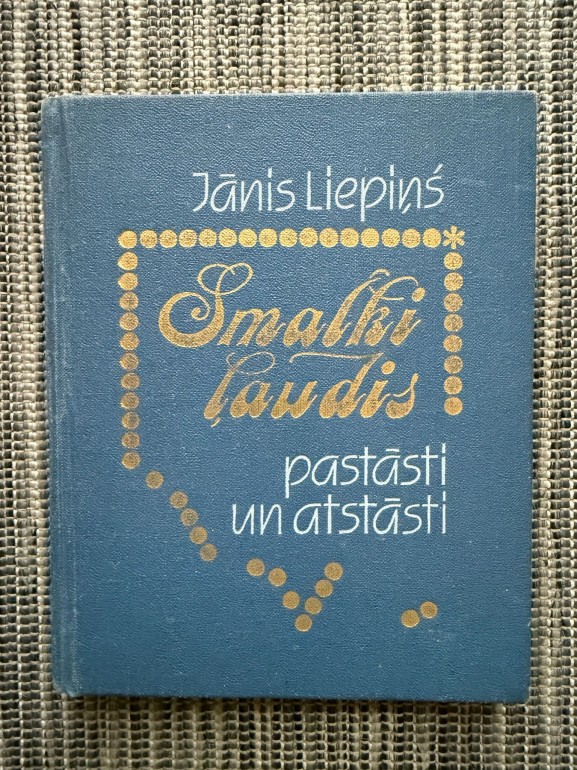 Jānis Liepiņš
Smalki
ļaudis
pastāsti
un atstāsti